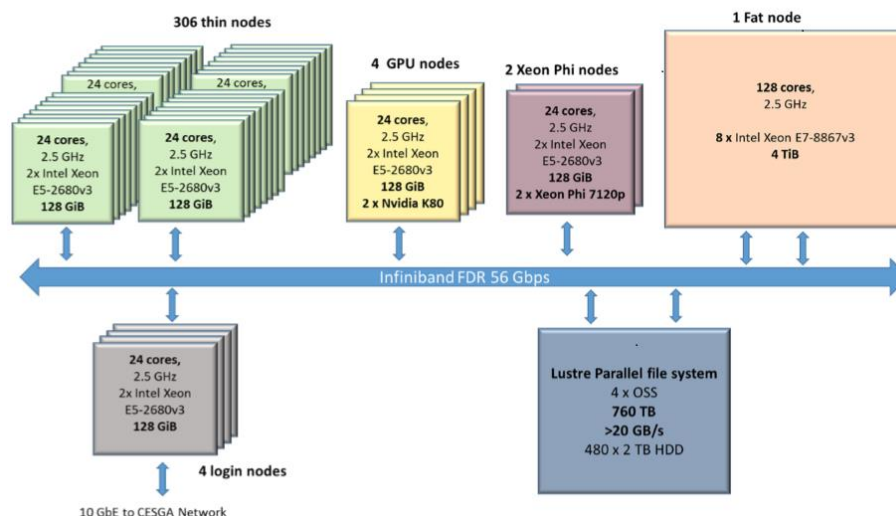 306 thin nodes
24 cores,
24 cores,
24 cores,
2.5 GHz
2x Intel Xeon
E5-2680v3
128 GiB
24 cores,
2.5 GHz
2x Intel Xeon
E5-2680v3
128 GiB
4 GPU nodes
24 cores,
2.5 GHz
2x Intel Xeon
E5-2680v3
128 GiB
2 x Nvidia K80
2 Xeon Phi nodes
24 cores,
2.5 GHz
2x Intel Xeon
E5-2680v3
128 GiB
2 x Xeon Phi 7120p
1 Fat node
128 cores,
2.5 GHz
8 x Intel Xeon E7-8867v3
4 TiB
Infiniband FDR 56 Gbps
24 cores,
2.5 GHz
2x Intel Xeon
E5-2680v3
128 GiB
4 login nodes
10 GbE to CESGA Network
Lustre Parallel file system
4 x OSS
760 TB
>20 GB/s
480 x 2 TB HDD